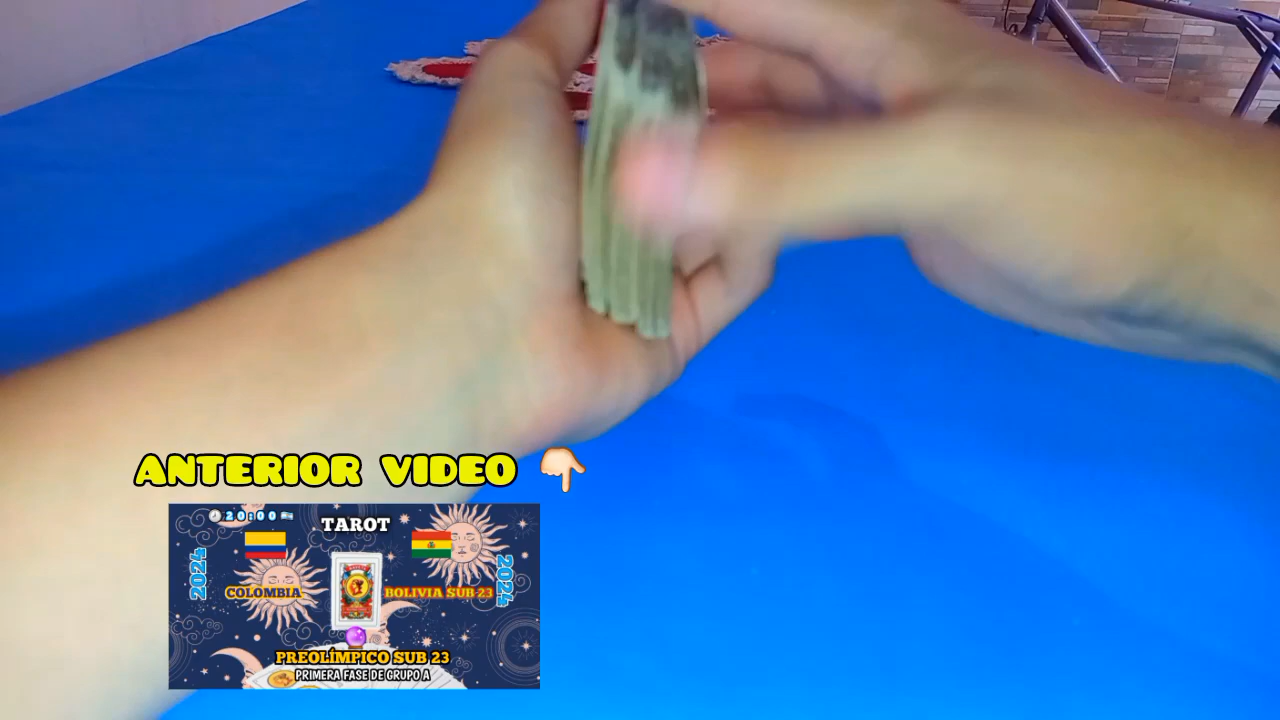 ANTERIOR VIDEO
20:00
TAROT
2024
2024
COLOMBIA
BOLIVIA SUB 23
PREOLÍMPICO SUB 23
PRIMERA FASE DE GRUPO A